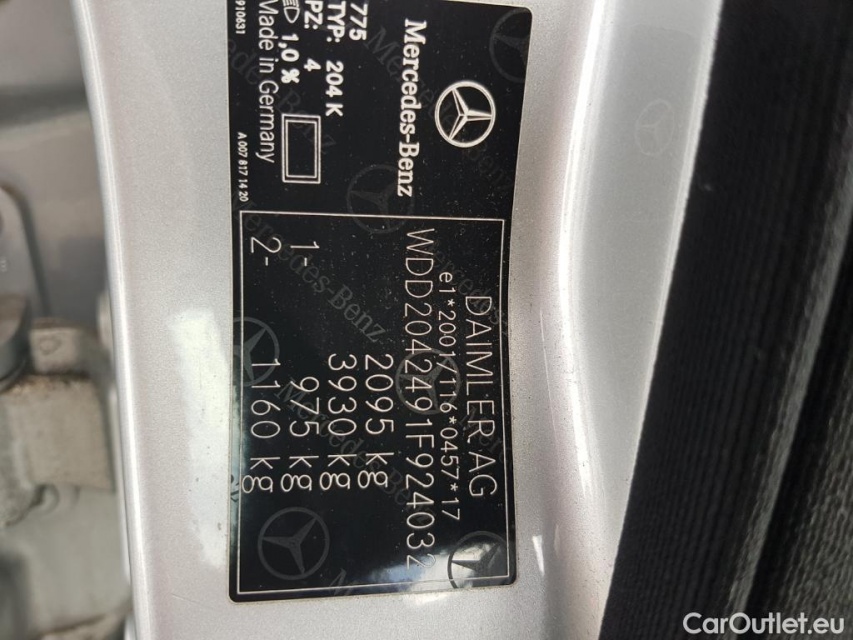 Mercedes-Benz
775
TYP: 204 K
PZ: 4
1,0 %
Made in Germany
910631
A 007 817 14 20
DAIMLER AG
e1*2001/116*0457*17
WDD2042491F924032
2095 kg
3930 kg
1- 975 kg
2- 1160 kg
CarOutlet.eu